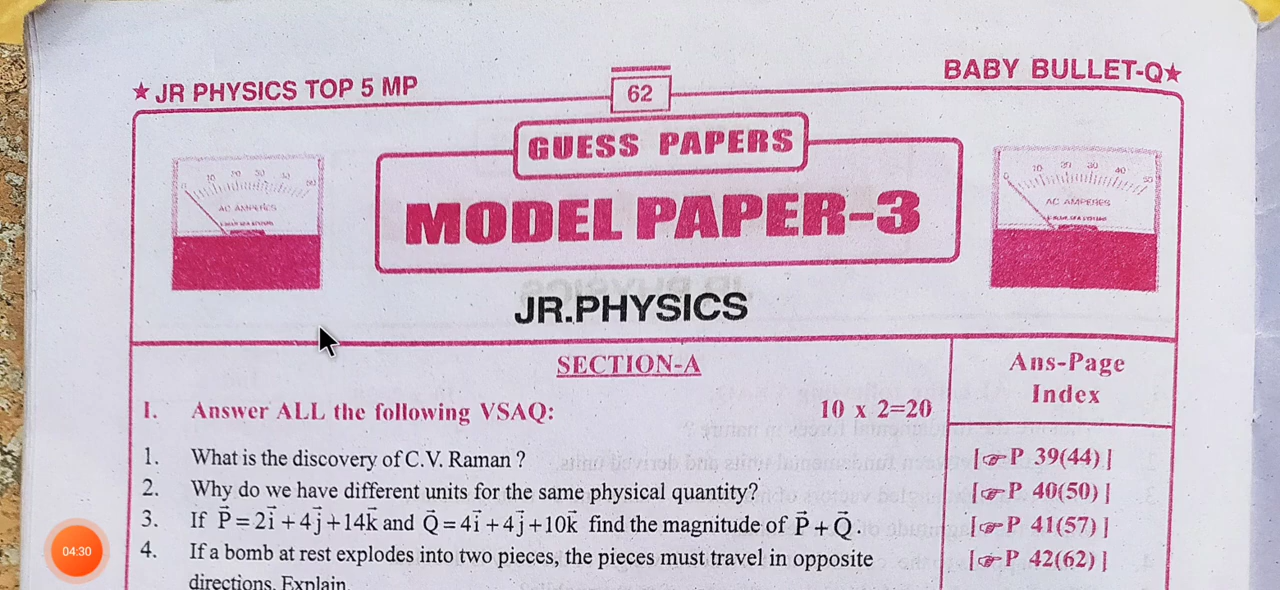 ★ JR PHYSICS TOP 5 MP
62
BABY BULLET-Q★
GUESS PAPERS
MODEL PAPER-3
JR.PHYSICS
AC AMPERES
AC AMPERES
SECTION-A
Ans-Page
Index
I. Answer ALL the following VSAQ: 10 x 2=20
1. What is the discovery of C.V. Raman ? [☞P 39(44)]
2. Why do we have different units for the same physical quantity? [☞P 40(50)]
3. If P⃗ = 2i⃗ + 4j⃗ + 14k⃗ and Q⃗ = 4i⃗ + 4j⃗ + 10k⃗ find the magnitude of P⃗ + Q⃗. [☞P 41(57)]
4. If a bomb at rest explodes into two pieces, the pieces must travel in opposite [☞P 42(62)]
directions. Explain
04:30